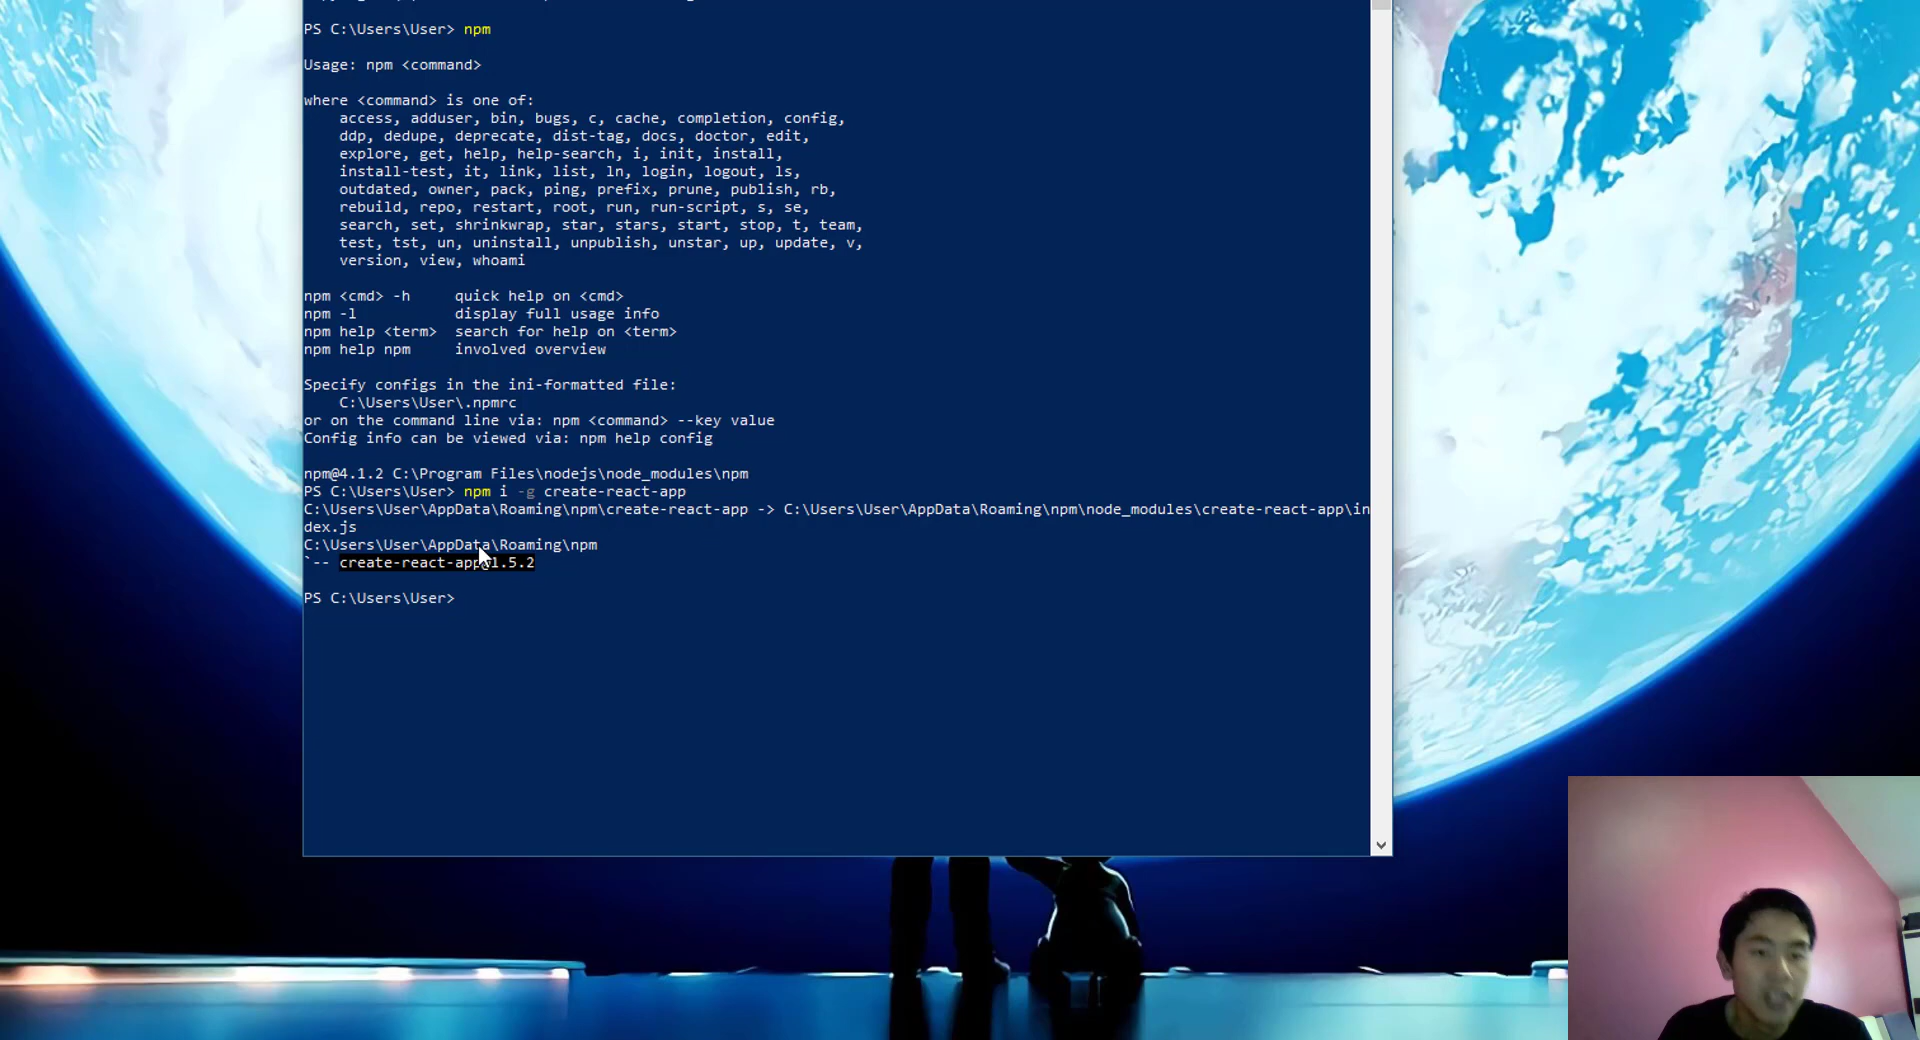 PS C:\Users\User> npm
Usage: npm <command>
where <command> is one of:
access, adduser, bin, bugs, c, cache, completion, config,
ddp, dedupe, deprecate, dist-tag, docs, doctor, edit,
explore, get, help, help-search, i, init, install,
install-test, it, link, list, ln, login, logout, ls,
outdated, owner, pack, ping, prefix, prune, publish, rb,
rebuild, repo, restart, root, run, run-script, s, se,
search, set, shrinkwrap, star, stars, start, stop, t, team,
test, tst, un, uninstall, unpublish, unstar, up, update, v,
version, view, whoami
npm <cmd> -h     quick help on <cmd>
npm -l           display full usage info
npm help <term>  search for help on <term>
npm help npm     involved overview
Specify configs in the ini-formatted file:
C:\Users\User\.npmrc
or on the command line via: npm <command> --key value
Config info can be viewed via: npm help config
npm@4.1.2 C:\Program Files\nodejs\node_modules\npm
PS C:\Users\User> npm i -g create-react-app
C:\Users\User\AppData\Roaming\npm\create-react-app -> C:\Users\User\AppData\Roaming\npm\node_modules\create-react-app\in
dex.js
C:\Users\User\AppData\Roaming\npm
`-- create-react-app@1.5.2
PS C:\Users\User>